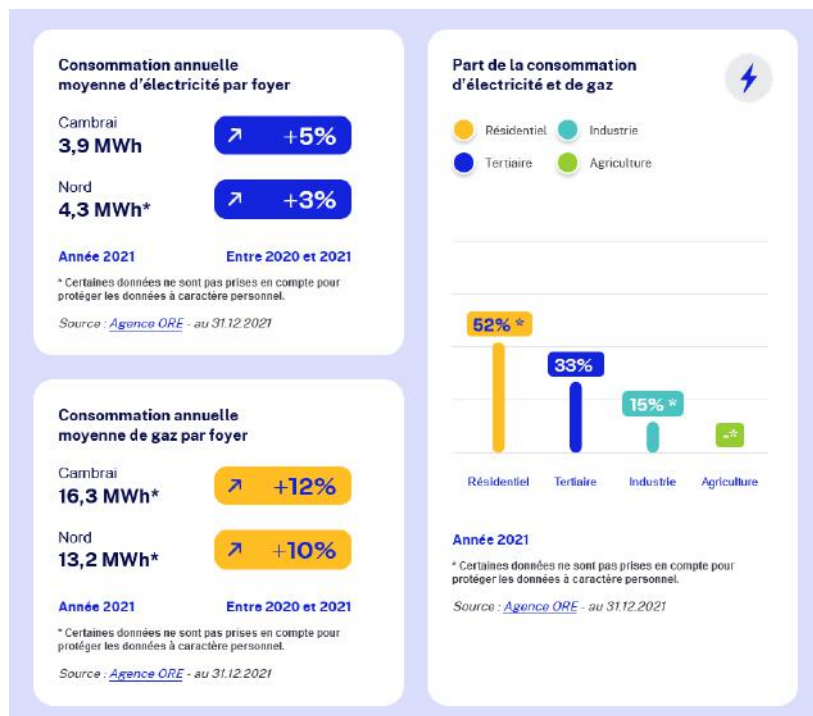 Consommation annuelle
moyenne d'électricité par foyer
Cambrai
3,9 MWh
+5%
Nord
4,3 MWh*
+3%
Année 2021
Entre 2020 et 2021
* Certaines données ne sont pas prises en compte pour
protéger les données à caractère personnel.
Source : Agence ORE - au 31.12.2021
Consommation annuelle
moyenne de gaz par foyer
Cambrai
16,3 MWh*
+12%
Nord
13,2 MWh*
+10%
Année 2021
Entre 2020 et 2021
* Certaines données ne sont pas prises en compte pour
protéger les données à caractère personnel.
Source : Agence ORE - au 31.12.2021
Part de la consommation
d'électricité et de gaz
Résidentiel
Industrie
Tertiaire
Agriculture
52% *
33%
15% *
-*
Résidentiel
Tertiaire
Industrie
Agriculture
Année 2021
* Certaines données ne sont pas prises en compte pour
protéger les données à caractère personnel.
Source : Agence ORE - au 31.12.2021